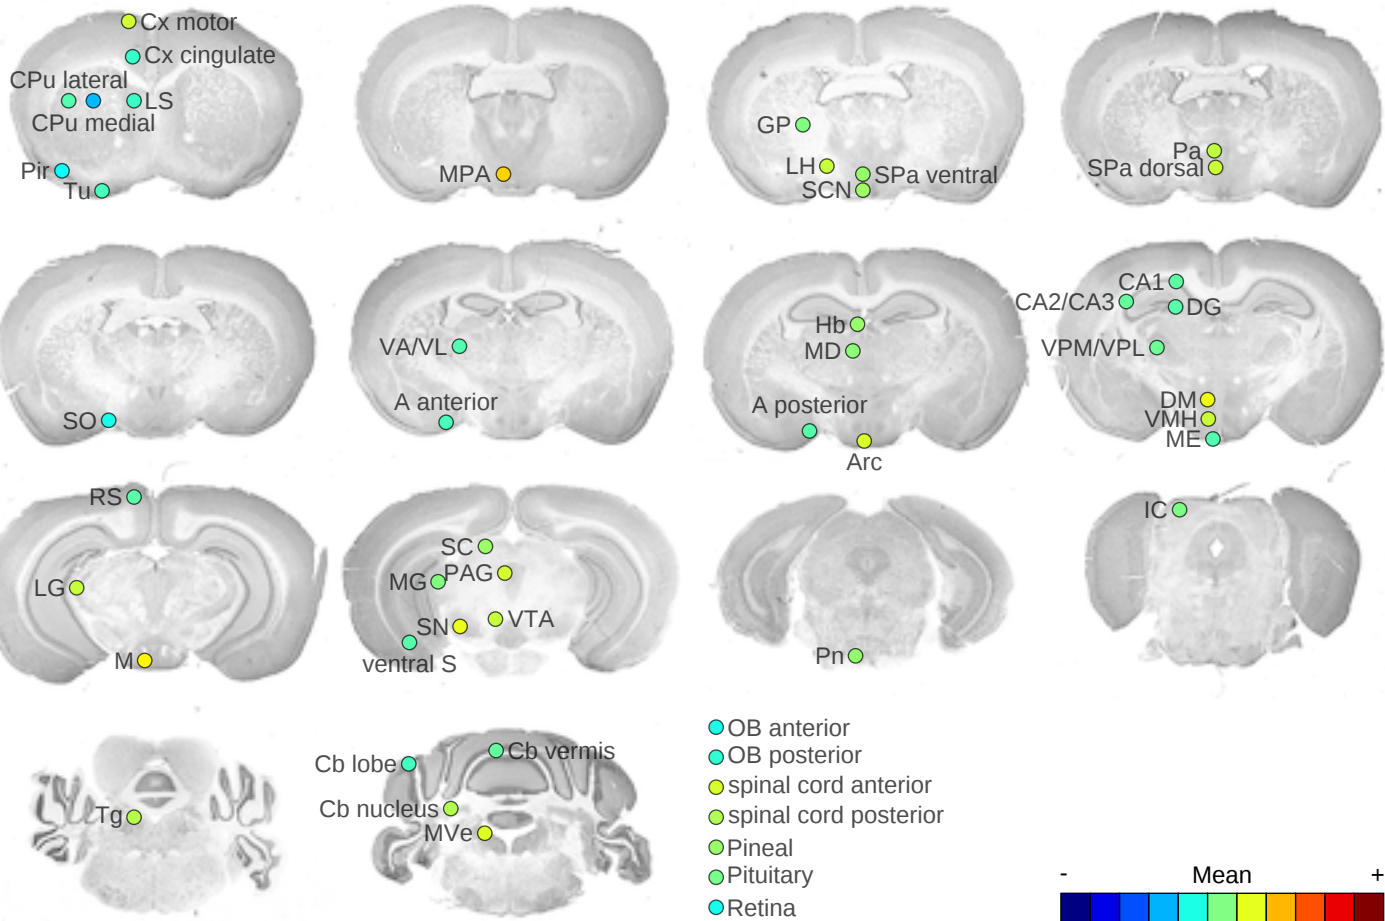 Cx motor
Cx cingulate
CPu lateral
LS
CPu medial
Pir
Tu
MPA
GP
LH
SPa ventral
SCN
Pa
SPa dorsal
SO
VA/VL
A anterior
Hb
MD
A posterior
Arc
CA1
CA2/CA3
DG
VPM/VPL
DM
VMH
ME
RS
LG
M
SC
MG
PAG
SN
VTA
ventral S
Pn
IC
Tg
Cb lobe
Cb vermis
Cb nucleus
MVe
OB anterior
OB posterior
spinal cord anterior
spinal cord posterior
Pineal
Pituitary
Retina
- Mean +